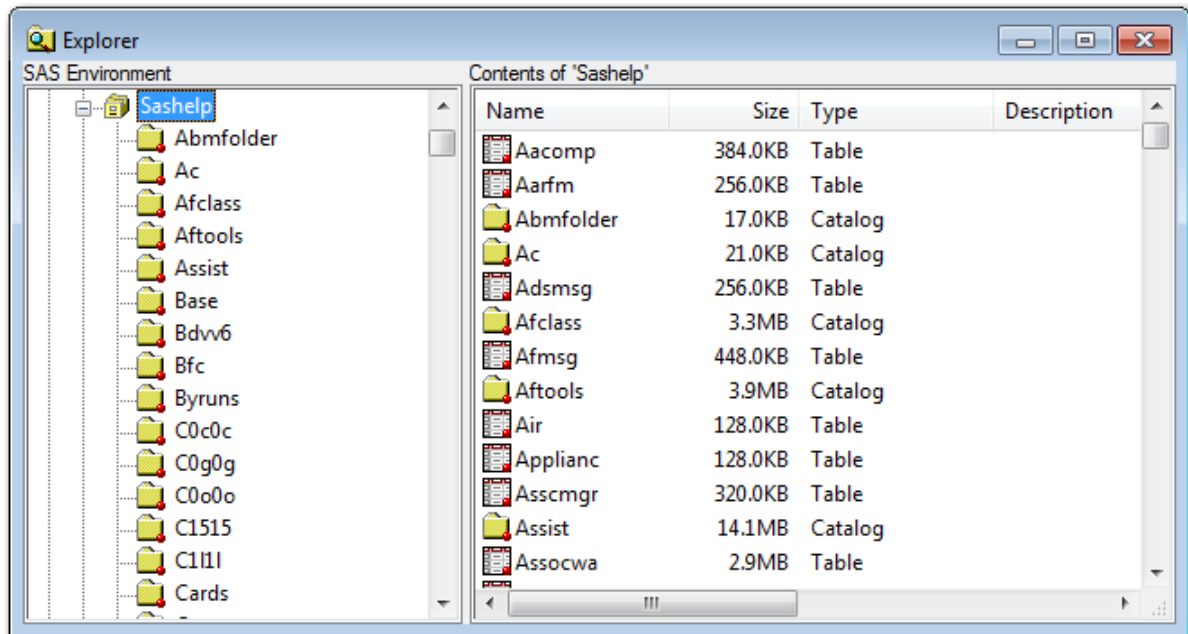 Explorer
SAS Environment
Contents of 'Sashelp'
Sashelp
Abmfolder
Ac
Afclass
Aftools
Assist
Base
Bdvv6
Bfc
Byruns
C0c0c
C0g0g
C0o0o
C1515
C1l1l
Cards
Name Size Type Description
Aacomp 384.0KB Table
Aarfm 256.0KB Table
Abmfolder 17.0KB Catalog
Ac 21.0KB Catalog
Adsmsg 256.0KB Table
Afclass 3.3MB Catalog
Afmsg 448.0KB Table
Aftools 3.9MB Catalog
Air 128.0KB Table
Applianc 128.0KB Table
Asscmgr 320.0KB Table
Assist 14.1MB Catalog
Assocwa 2.9MB Table